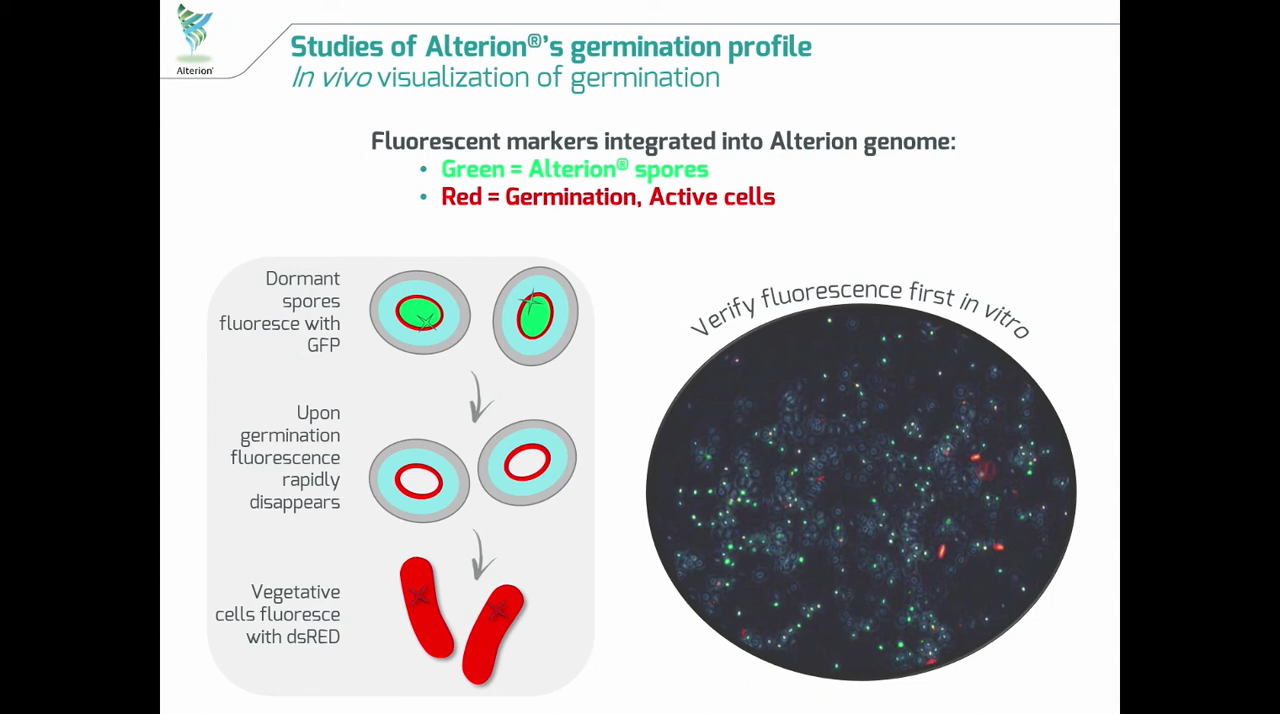 Alterion®
Studies of Alterion®'s germination profile
In vivo visualization of germination
Fluorescent markers integrated into Alterion genome:
• Green = Alterion® spores
• Red = Germination, Active cells
Dormant
spores
fluoresce with
GFP
Upon
germination
fluorescence
rapidly
disappears
Vegetative
cells fluoresce
with dsRED
Verify fluorescence first in vitro